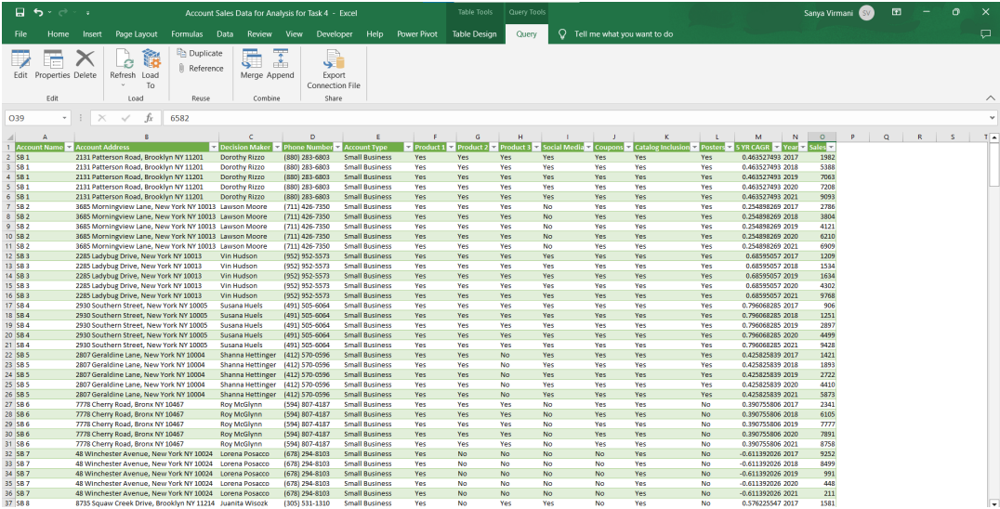 Account Sales Data for Analysis for Task 4 - Excel Table Tools Query Tools Sanya Virmani SV
File Home Insert Page Layout Formulas Data Review View Developer Help Power Pivot Table Design Query Tell me what you want to do
Edit Properties Delete Refresh Load To Duplicate Reference Merge Append Export Connection File
Edit Load Reuse Combine Share
O39 fx 6582
A B C D E F G H I J K L M N O P Q R S T
1 Account Name Account Address Decision Maker Phone Number Account Type Product 1 Product 2 Product 3 Social Media Coupons Catalog Inclusion Posters 5 YR CAGR Year Sales
2 SB 1 2131 Patterson Road, Brooklyn NY 11201 Dorothy Rizzo (880) 283-6803 Small Business Yes Yes Yes Yes Yes Yes Yes 0.463527493 2017 1982
3 SB 1 2131 Patterson Road, Brooklyn NY 11201 Dorothy Rizzo (880) 283-6803 Small Business Yes Yes Yes Yes Yes Yes Yes 0.463527493 2018 5388
4 SB 1 2131 Patterson Road, Brooklyn NY 11201 Dorothy Rizzo (880) 283-6803 Small Business Yes Yes Yes Yes Yes Yes Yes 0.463527493 2019 7063
5 SB 1 2131 Patterson Road, Brooklyn NY 11201 Dorothy Rizzo (880) 283-6803 Small Business Yes Yes Yes Yes Yes Yes Yes 0.463527493 2020 7208
6 SB 1 2131 Patterson Road, Brooklyn NY 11201 Dorothy Rizzo (880) 283-6803 Small Business Yes Yes Yes Yes Yes Yes Yes 0.463527493 2021 9093
7 SB 2 3685 Morningview Lane, New York NY 10013 Lawson Moore (711) 426-7350 Small Business Yes Yes Yes No Yes Yes Yes 0.254898269 2017 2786
8 SB 2 3685 Morningview Lane, New York NY 10013 Lawson Moore (711) 426-7350 Small Business Yes Yes Yes No Yes Yes Yes 0.254898269 2018 3804
9 SB 2 3685 Morningview Lane, New York NY 10013 Lawson Moore (711) 426-7350 Small Business Yes Yes Yes No Yes Yes Yes 0.254898269 2019 4121
10 SB 2 3685 Morningview Lane, New York NY 10013 Lawson Moore (711) 426-7350 Small Business Yes Yes Yes No Yes Yes Yes 0.254898269 2020 6210
11 SB 2 3685 Morningview Lane, New York NY 10013 Lawson Moore (711) 426-7350 Small Business Yes Yes Yes No Yes Yes Yes 0.254898269 2021 6909
12 SB 3 2285 Ladybug Drive, New York NY 10013 Vin Hudson (952) 952-5573 Small Business Yes Yes Yes Yes Yes Yes Yes 0.68595057 2017 1209
13 SB 3 2285 Ladybug Drive, New York NY 10013 Vin Hudson (952) 952-5573 Small Business Yes Yes Yes Yes Yes Yes Yes 0.68595057 2018 1534
14 SB 3 2285 Ladybug Drive, New York NY 10013 Vin Hudson (952) 952-5573 Small Business Yes Yes Yes Yes Yes Yes Yes 0.68595057 2019 1634
15 SB 3 2285 Ladybug Drive, New York NY 10013 Vin Hudson (952) 952-5573 Small Business Yes Yes Yes Yes Yes Yes Yes 0.68595057 2020 4302
16 SB 3 2285 Ladybug Drive, New York NY 10013 Vin Hudson (952) 952-5573 Small Business Yes Yes Yes Yes Yes Yes Yes 0.68595057 2021 9768
17 SB 4 2930 Southern Street, New York NY 10005 Susana Huels (491) 505-6064 Small Business Yes Yes Yes Yes Yes Yes Yes 0.796068285 2017 906
18 SB 4 2930 Southern Street, New York NY 10005 Susana Huels (491) 505-6064 Small Business Yes Yes Yes Yes Yes Yes Yes 0.796068285 2018 1251
19 SB 4 2930 Southern Street, New York NY 10005 Susana Huels (491) 505-6064 Small Business Yes Yes Yes Yes Yes Yes Yes 0.796068285 2019 2897
20 SB 4 2930 Southern Street, New York NY 10005 Susana Huels (491) 505-6064 Small Business Yes Yes Yes Yes Yes Yes Yes 0.796068285 2020 4499
21 SB 4 2930 Southern Street, New York NY 10005 Susana Huels (491) 505-6064 Small Business Yes Yes Yes Yes Yes Yes Yes 0.796068285 2021 9428
22 SB 5 2807 Geraldine Lane, New York NY 10004 Shanna Hettinger (412) 570-0596 Small Business Yes Yes No Yes Yes Yes Yes 0.425825839 2017 1421
23 SB 5 2807 Geraldine Lane, New York NY 10004 Shanna Hettinger (412) 570-0596 Small Business Yes Yes No Yes Yes Yes Yes 0.425825839 2018 1893
24 SB 5 2807 Geraldine Lane, New York NY 10004 Shanna Hettinger (412) 570-0596 Small Business Yes Yes No Yes Yes Yes Yes 0.425825839 2019 2722
25 SB 5 2807 Geraldine Lane, New York NY 10004 Shanna Hettinger (412) 570-0596 Small Business Yes Yes No Yes Yes Yes Yes 0.425825839 2020 4410
26 SB 5 2807 Geraldine Lane, New York NY 10004 Shanna Hettinger (412) 570-0596 Small Business Yes Yes No Yes Yes Yes Yes 0.425825839 2021 5873
27 SB 6 7778 Cherry Road, Bronx NY 10467 Roy McGlynn (594) 807-4187 Small Business Yes Yes Yes No Yes Yes No 0.390755806 2017 2341
28 SB 6 7778 Cherry Road, Bronx NY 10467 Roy McGlynn (594) 807-4187 Small Business Yes Yes Yes No Yes Yes No 0.390755806 2018 6105
29 SB 6 7778 Cherry Road, Bronx NY 10467 Roy McGlynn (594) 807-4187 Small Business Yes Yes Yes No Yes Yes No 0.390755806 2019 7777
30 SB 6 7778 Cherry Road, Bronx NY 10467 Roy McGlynn (594) 807-4187 Small Business Yes Yes Yes No Yes Yes No 0.390755806 2020 7891
31 SB 6 7778 Cherry Road, Bronx NY 10467 Roy McGlynn (594) 807-4187 Small Business Yes Yes Yes No Yes Yes No 0.390755806 2021 8758
32 SB 7 48 Winchester Avenue, New York NY 10024 Lorena Posacco (678) 294-8103 Small Business Yes No No No No Yes No -0.611392026 2017 9252
33 SB 7 48 Winchester Avenue, New York NY 10024 Lorena Posacco (678) 294-8103 Small Business Yes No No No No Yes No -0.611392026 2018 8499
34 SB 7 48 Winchester Avenue, New York NY 10024 Lorena Posacco (678) 294-8103 Small Business Yes No No No No Yes No -0.611392026 2019 991
35 SB 7 48 Winchester Avenue, New York NY 10024 Lorena Posacco (678) 294-8103 Small Business Yes No No No No Yes No -0.611392026 2020 448
36 SB 7 48 Winchester Avenue, New York NY 10024 Lorena Posacco (678) 294-8103 Small Business Yes No No No No Yes No -0.611392026 2021 211
37 SB 8 8735 Squaw Creek Drive, Brooklyn NY 11214 Juanita Wisozk (305) 531-1310 Small Business Yes No Yes Yes No Yes No 0.576225547 2017 1581